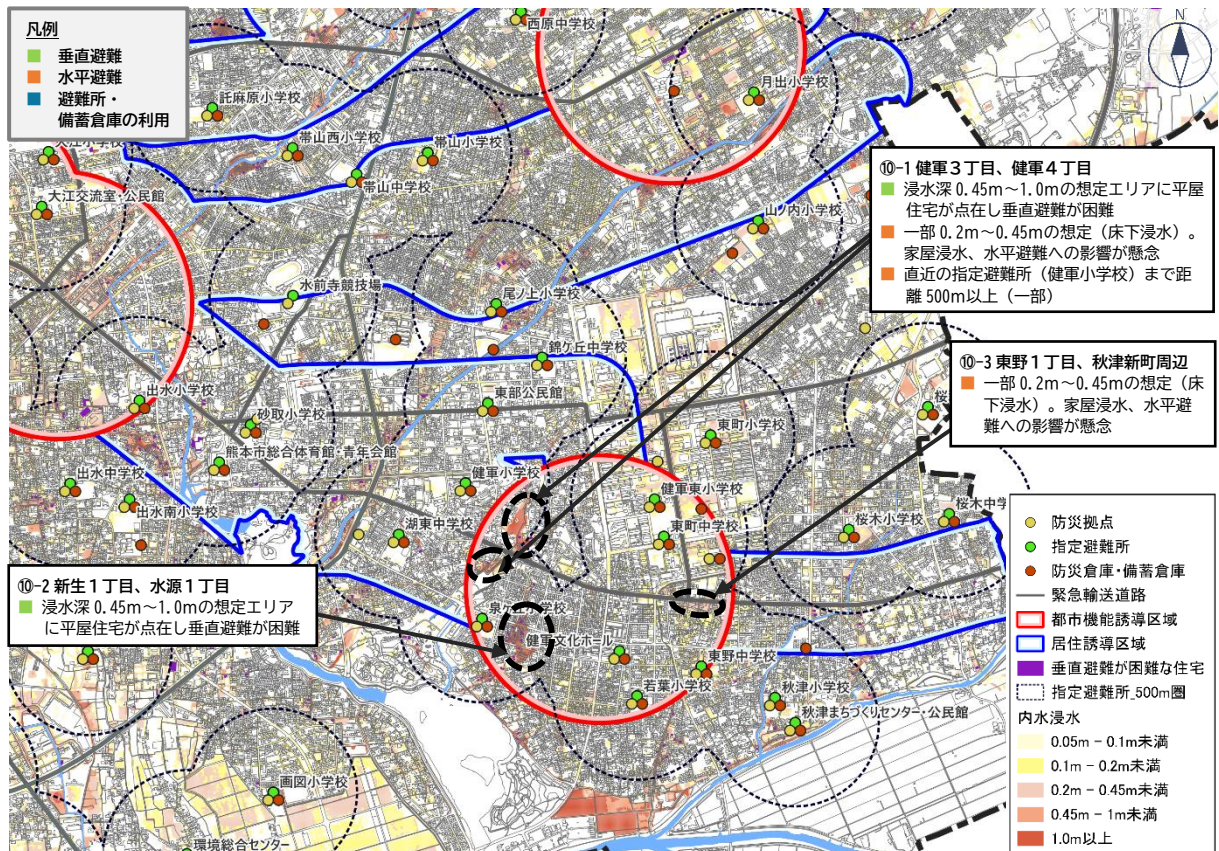 凡例
垂直避難
水平避難
避難所・
備蓄倉庫の利用
西原中学校
N
託麻原小学校
月出小学校
帯山西小学校
帯山小学校
帯山中学校
大江交流室・公民館
山ノ内小学校
⑩-1 健軍３丁目、健軍４丁目
浸水深 0.45m～1.0mの想定エリアに平屋
住宅が点在し垂直避難が困難
一部 0.2m～0.45mの想定（床下浸水）。
家屋浸水、水平避難への影響が懸念
直近の指定避難所（健軍小学校）まで距
離 500m以上（一部）
水前寺競技場
尾ノ上小学校
錦ケ丘中学校
⑩-3 東野１丁目、秋津新町周辺
一部 0.2m～0.45mの想定（床
下浸水）。家屋浸水、水平避
難への影響が懸念
出水小学校
砂取小学校
東部公民館
東町小学校
熊本市総合体育館・青年会館
出水中学校
出水南小学校
健軍小学校
健軍東小学校
湖東中学校
東町中学校
桜木小学校
桜木中学
⑩-2 新生１丁目、水源１丁目
浸水深 0.45m～1.0mの想定エリア
に平屋住宅が点在し垂直避難が困難
健軍文化ホール
東野中学校
若葉小学校
秋津小学校
秋津まちづくりセンター・公民館
画図小学校
環境総合センター
防災拠点
指定避難所
防災倉庫・備蓄倉庫
緊急輸送道路
都市機能誘導区域
居住誘導区域
垂直避難が困難な住宅
指定避難所_500m圏
内水浸水
0.05m - 0.1m未満
0.1m - 0.2m未満
0.2m - 0.45m未満
0.45m - 1m未満
1.0m以上